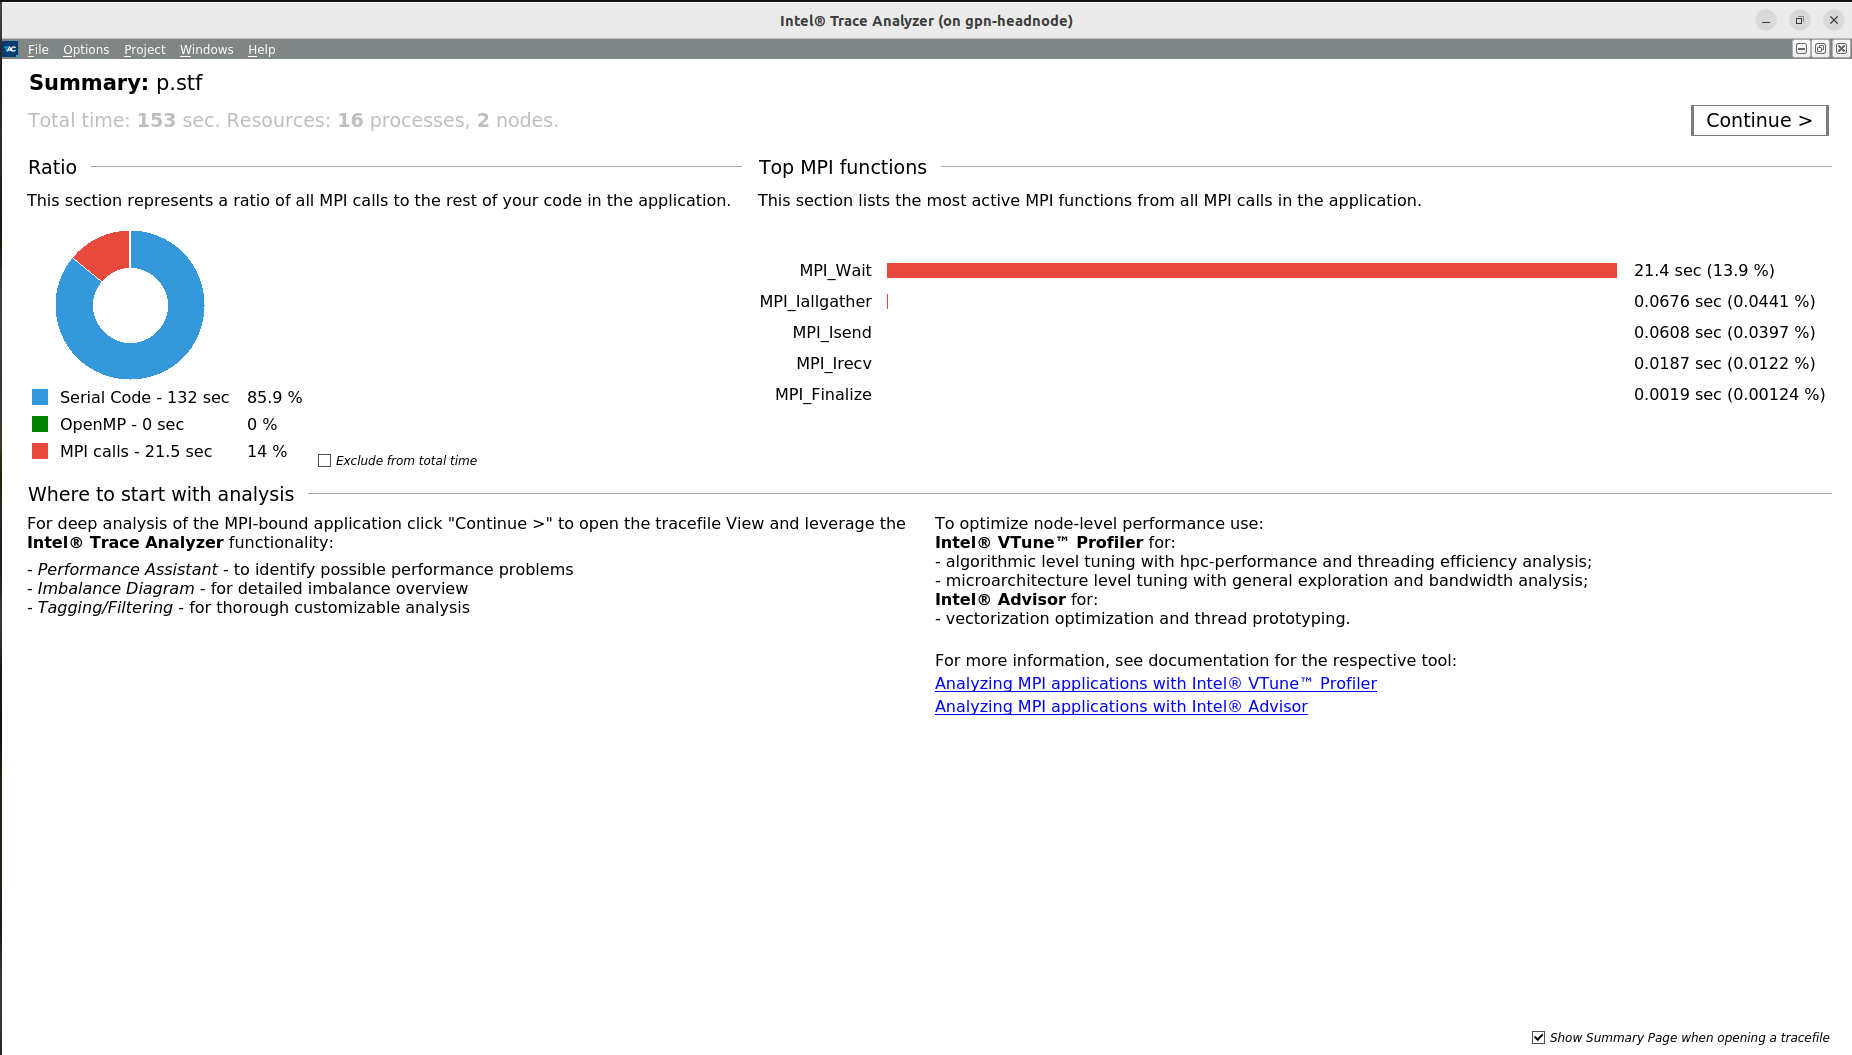 Intel® Trace Analyzer (on gpn-headnode)
File Options Project Windows Help
Summary: p.stf
Total time: 153 sec. Resources: 16 processes, 2 nodes.
Continue >
Ratio
This section represents a ratio of all MPI calls to the rest of your code in the application.
Serial Code - 132 sec 85.9 %
OpenMP - 0 sec 0 %
MPI calls - 21.5 sec 14 %
Exclude from total time
Top MPI functions
This section lists the most active MPI functions from all MPI calls in the application.
MPI_Wait 21.4 sec (13.9 %)
MPI_Iallgather 0.0676 sec (0.0441 %)
MPI_Isend 0.0608 sec (0.0397 %)
MPI_Irecv 0.0187 sec (0.0122 %)
MPI_Finalize 0.0019 sec (0.00124 %)
Where to start with analysis
For deep analysis of the MPI-bound application click "Continue >" to open the tracefile View and leverage the
Intel® Trace Analyzer functionality:
- Performance Assistant - to identify possible performance problems
- Imbalance Diagram - for detailed imbalance overview
- Tagging/Filtering - for thorough customizable analysis
To optimize node-level performance use:
Intel® VTune™ Profiler for:
- algorithmic level tuning with hpc-performance and threading efficiency analysis;
- microarchitecture level tuning with general exploration and bandwidth analysis;
Intel® Advisor for:
- vectorization optimization and thread prototyping.
For more information, see documentation for the respective tool:
Analyzing MPI applications with Intel® VTune™ Profiler
Analyzing MPI applications with Intel® Advisor
Show Summary Page when opening a tracefile